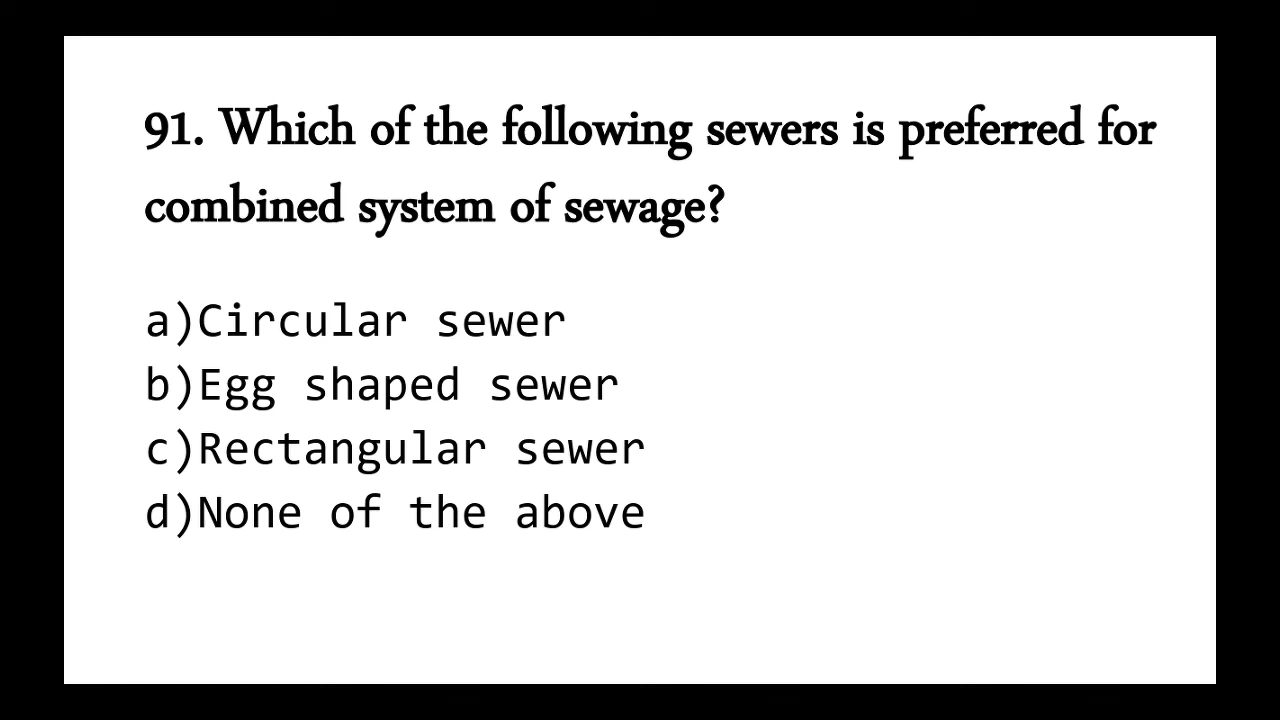 91. Which of the following sewers is preferred for
combined system of sewage?
a)Circular sewer
b)Egg shaped sewer
c)Rectangular sewer
d)None of the above